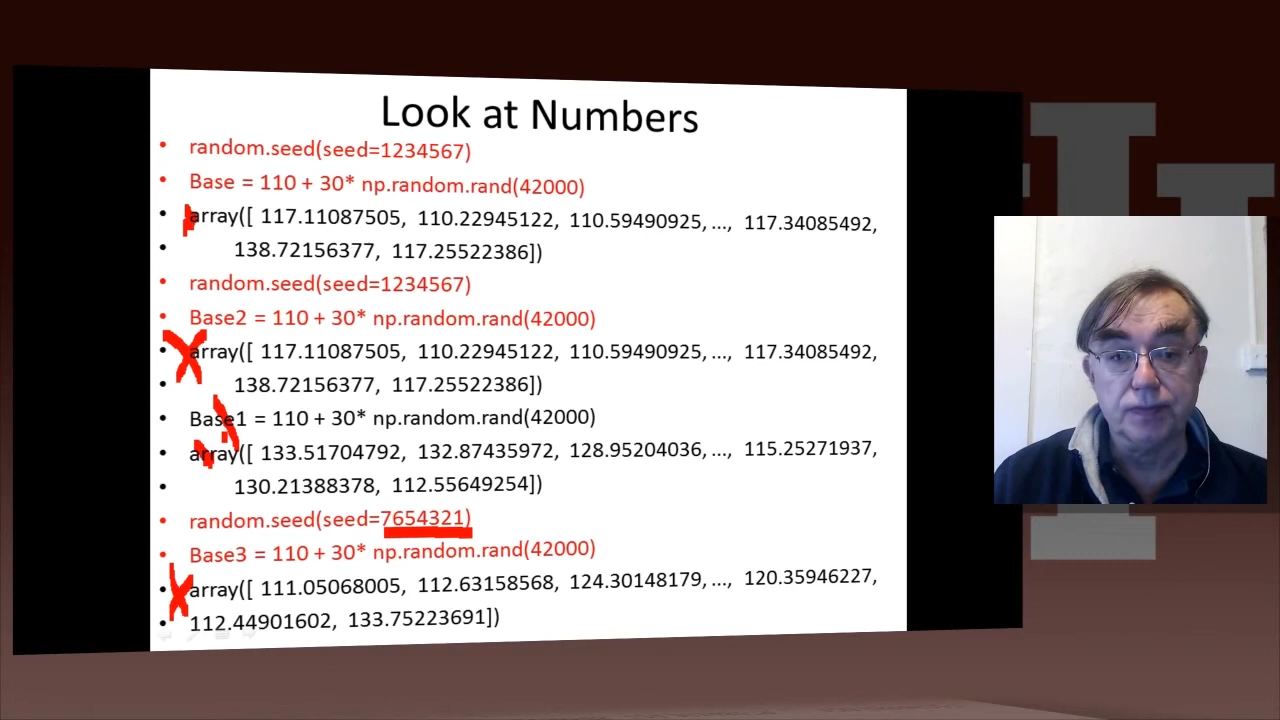 Look at Numbers
• random.seed(seed=1234567)
• Base = 110 + 30* np.random.rand(42000)
• array([ 117.11087505, 110.22945122, 110.59490925, ..., 117.34085492,
• 138.72156377, 117.25522386])
• random.seed(seed=1234567)
• Base2 = 110 + 30* np.random.rand(42000)
• array([ 117.11087505, 110.22945122, 110.59490925, ..., 117.34085492,
• 138.72156377, 117.25522386])
• Base1 = 110 + 30* np.random.rand(42000)
• array([ 133.51704792, 132.87435972, 128.95204036, ..., 115.25271937,
• 130.21388378, 112.55649254])
• random.seed(seed=7654321)
• Base3 = 110 + 30* np.random.rand(42000)
• array([ 111.05068005, 112.63158568, 124.30148179, ..., 120.35946227,
• 112.44901602, 133.75223691])